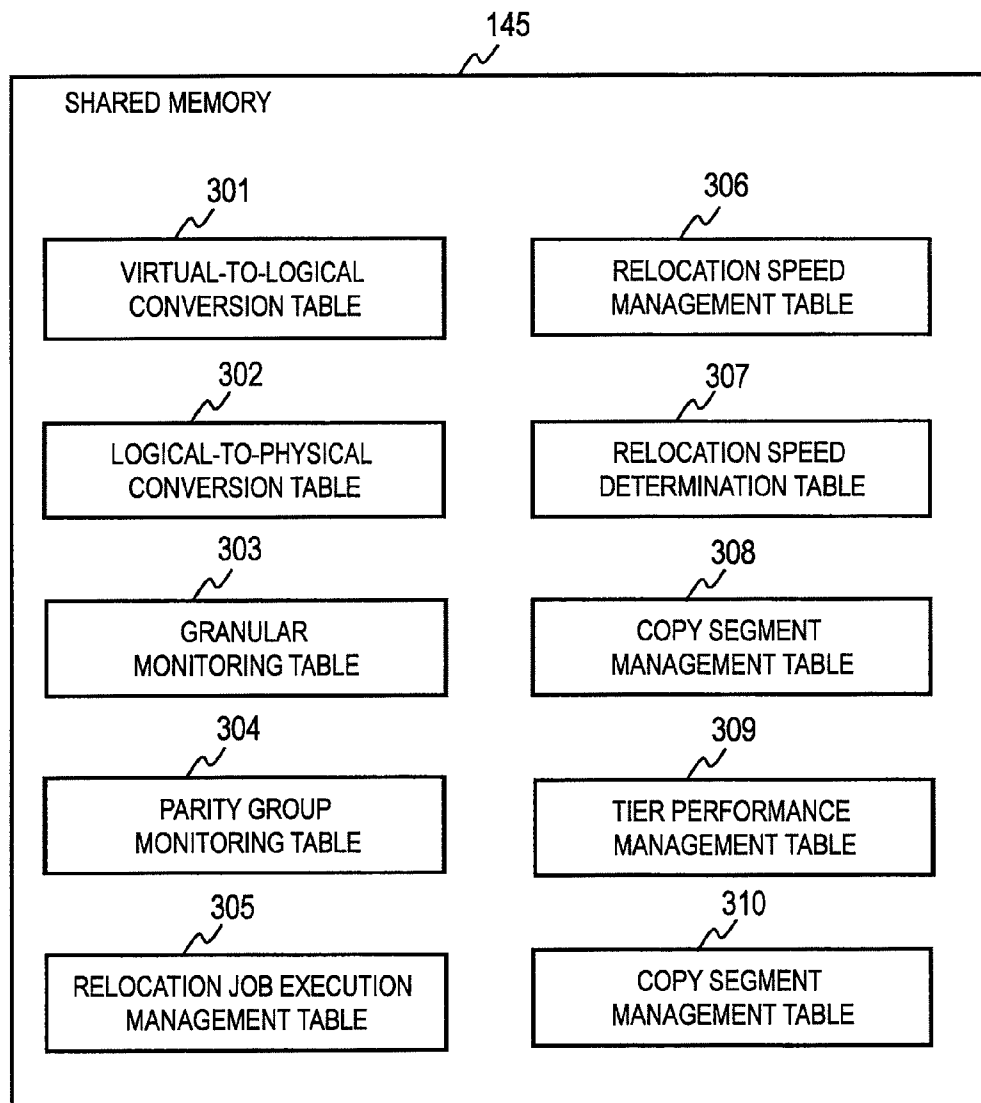 145
SHARED MEMORY
301
VIRTUAL-TO-LOGICAL
CONVERSION TABLE
302
LOGICAL-TO-PHYSICAL
CONVERSION TABLE
303
GRANULAR
MONITORING TABLE
304
PARITY GROUP
MONITORING TABLE
305
RELOCATION JOB EXECUTION
MANAGEMENT TABLE
306
RELOCATION SPEED
MANAGEMENT TABLE
307
RELOCATION SPEED
DETERMINATION TABLE
308
COPY SEGMENT
MANAGEMENT TABLE
309
TIER PERFORMANCE
MANAGEMENT TABLE
310
COPY SEGMENT
MANAGEMENT TABLE